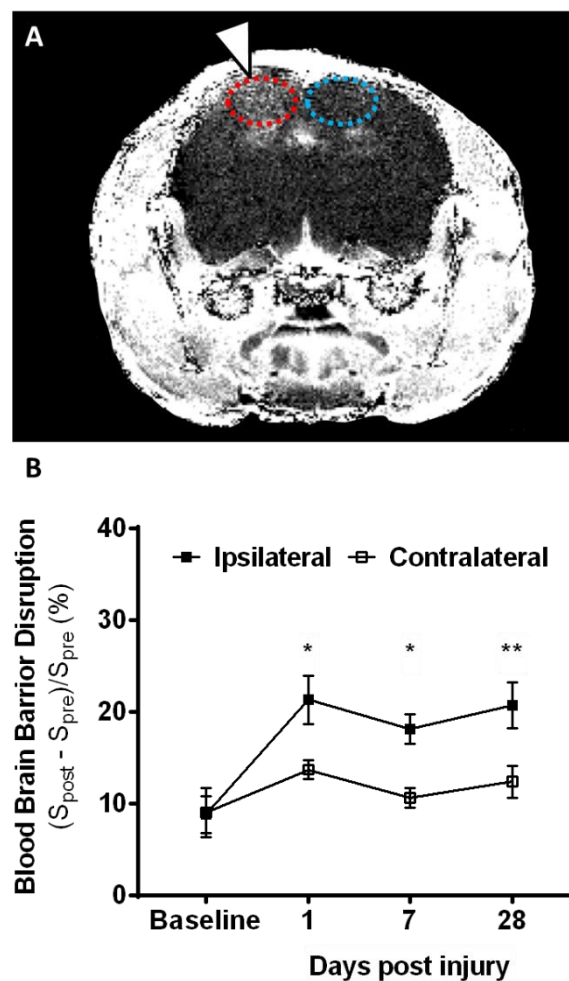 A
B
Blood Brain Barrier Disruption
(Spost - Spre)/Spre (%)
40
30
20
10
0
Ipsilateral Contralateral
* * **
Baseline 1 7 28
Days post injury